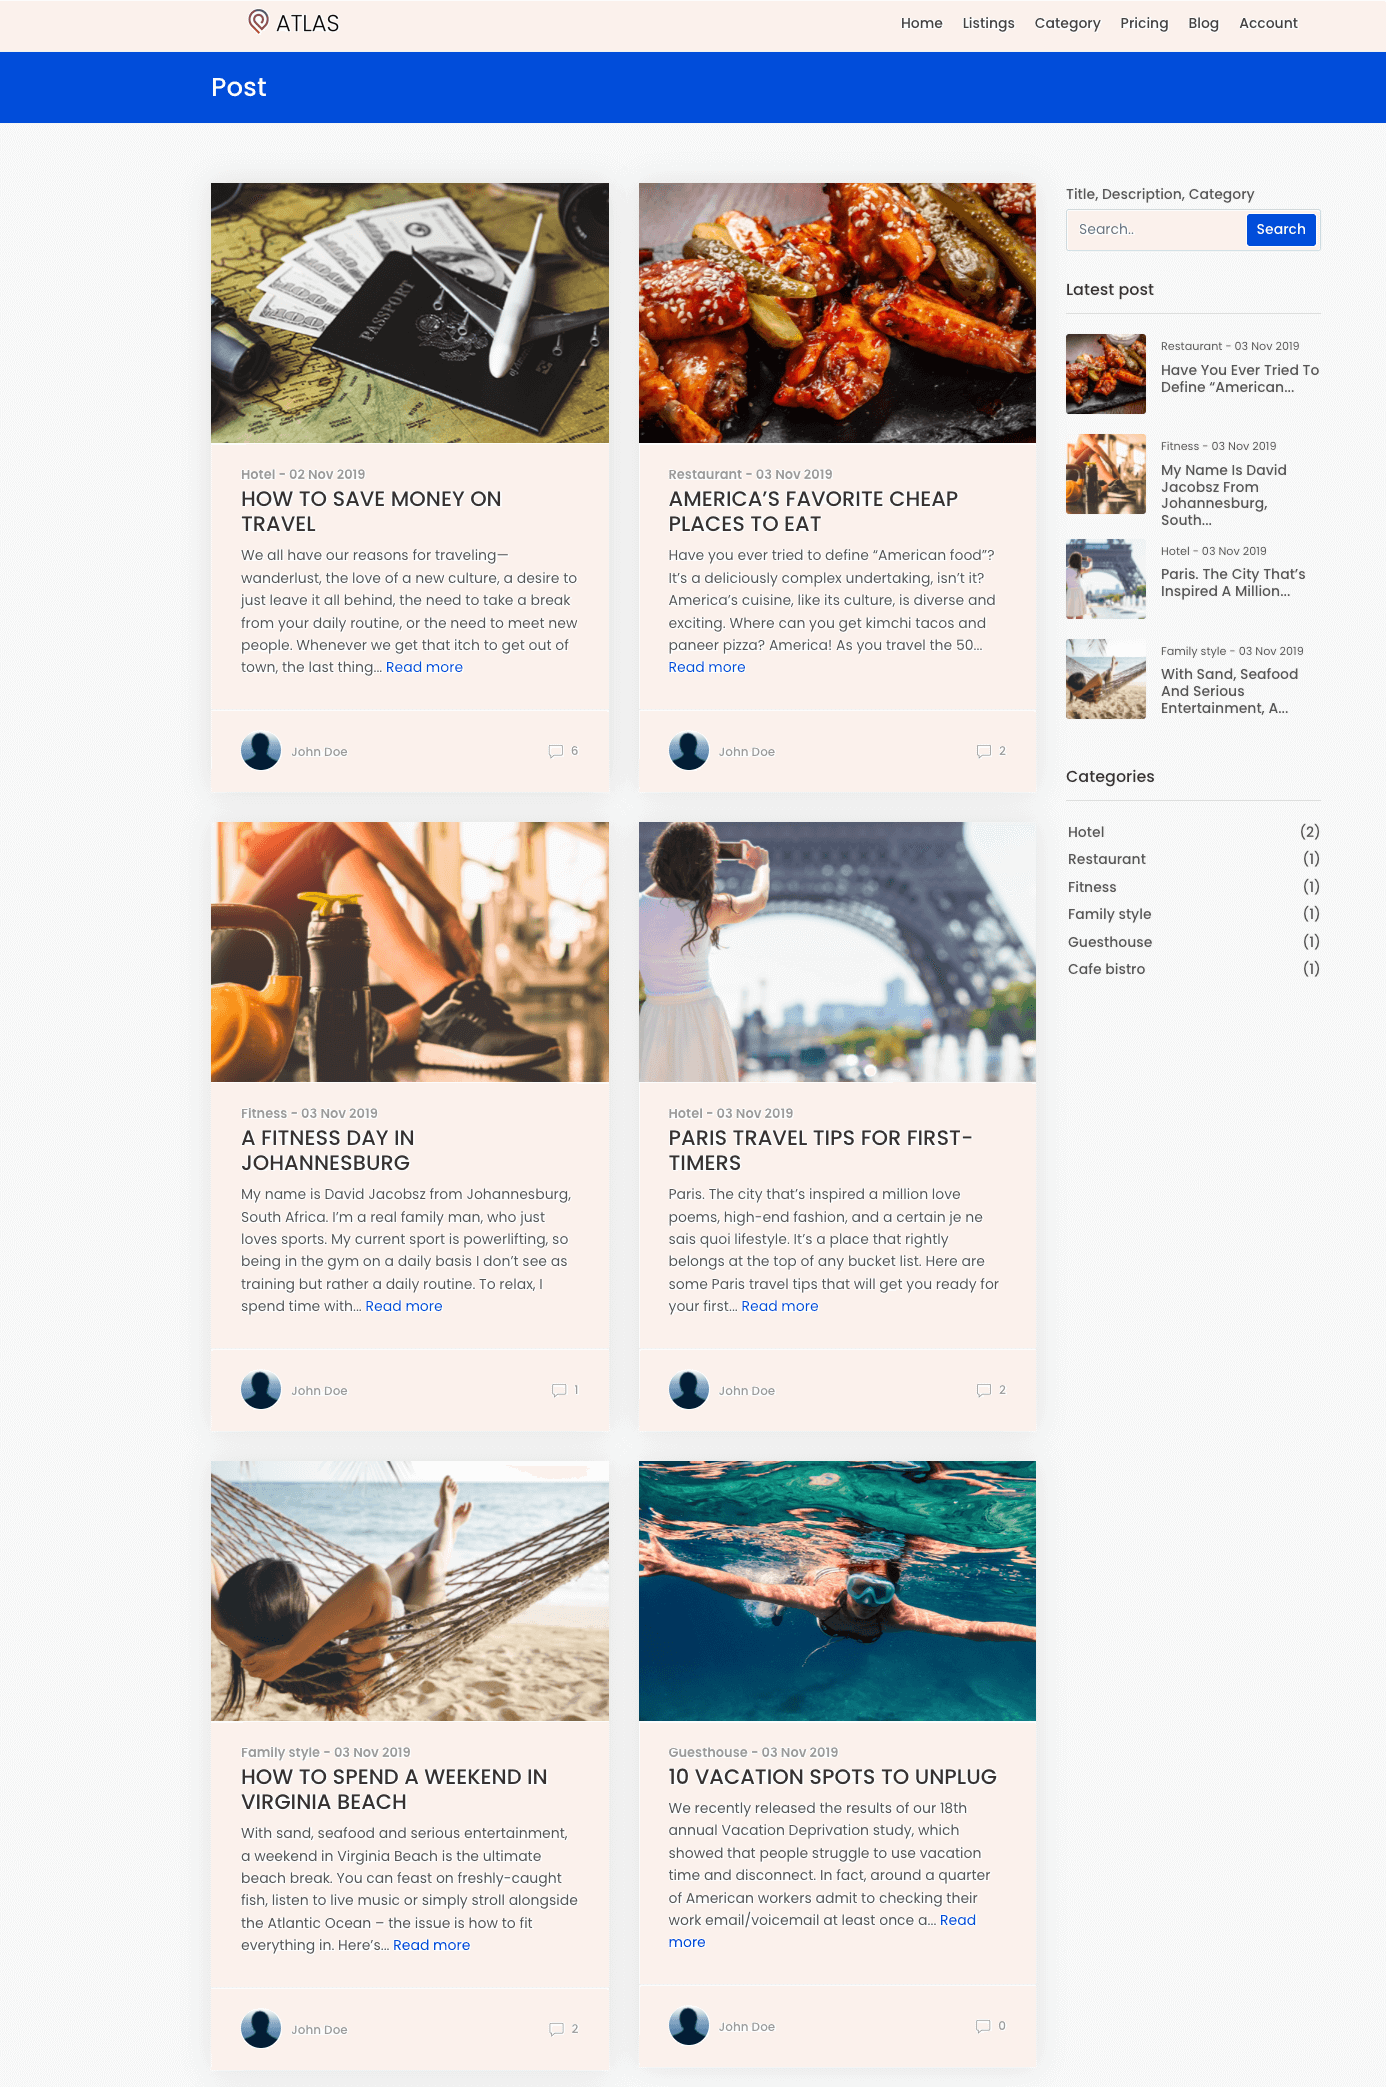 ATLAS
Home Listings Category Pricing Blog Account
Post
PASSPORT
Hotel - 02 Nov 2019
HOW TO SAVE MONEY ON
TRAVEL
We all have our reasons for traveling—
wanderlust, the love of a new culture, a desire to
just leave it all behind, the need to take a break
from your daily routine, or the need to meet new
people. Whenever we get that itch to get out of
town, the last thing... Read more
John Doe 6
Restaurant - 03 Nov 2019
AMERICA’S FAVORITE CHEAP
PLACES TO EAT
Have you ever tried to define “American food”?
It’s a deliciously complex undertaking, isn’t it?
America’s cuisine, like its culture, is diverse and
exciting. Where can you get kimchi tacos and
paneer pizza? America! As you travel the 50...
Read more
John Doe 2
Fitness - 03 Nov 2019
A FITNESS DAY IN
JOHANNESBURG
My name is David Jacobsz from Johannesburg,
South Africa. I’m a real family man, who just
loves sports. My current sport is powerlifting, so
being in the gym on a daily basis I don’t see as
training but rather a daily routine. To relax, I
spend time with... Read more
John Doe 1
Hotel - 03 Nov 2019
PARIS TRAVEL TIPS FOR FIRST-
TIMERS
Paris. The city that’s inspired a million love
poems, high-end fashion, and a certain je ne
sais quoi lifestyle. It’s a place that rightly
belongs at the top of any bucket list. Here are
some Paris travel tips that will get you ready for
your first... Read more
John Doe 2
Family style - 03 Nov 2019
HOW TO SPEND A WEEKEND IN
VIRGINIA BEACH
With sand, seafood and serious entertainment,
a weekend in Virginia Beach is the ultimate
beach break. You can feast on freshly-caught
fish, listen to live music or simply stroll alongside
the Atlantic Ocean – the issue is how to fit
everything in. Here’s... Read more
John Doe 2
Guesthouse - 03 Nov 2019
10 VACATION SPOTS TO UNPLUG
We recently released the results of our 18th
annual Vacation Deprivation study, which
showed that people struggle to use vacation
time and disconnect. In fact, around a quarter
of American workers admit to checking their
work email/voicemail at least once a... Read
more
John Doe 0
Title, Description, Category
Search.. Search
Latest post
Restaurant - 03 Nov 2019
Have You Ever Tried To
Define “American...
Fitness - 03 Nov 2019
My Name Is David
Jacobsz From
Johannesburg,
South...
Hotel - 03 Nov 2019
Paris. The City That’s
Inspired A Million...
Family style - 03 Nov 2019
With Sand, Seafood
And Serious
Entertainment, A...
Categories
Hotel (2)
Restaurant (1)
Fitness (1)
Family style (1)
Guesthouse (1)
Cafe bistro (1)